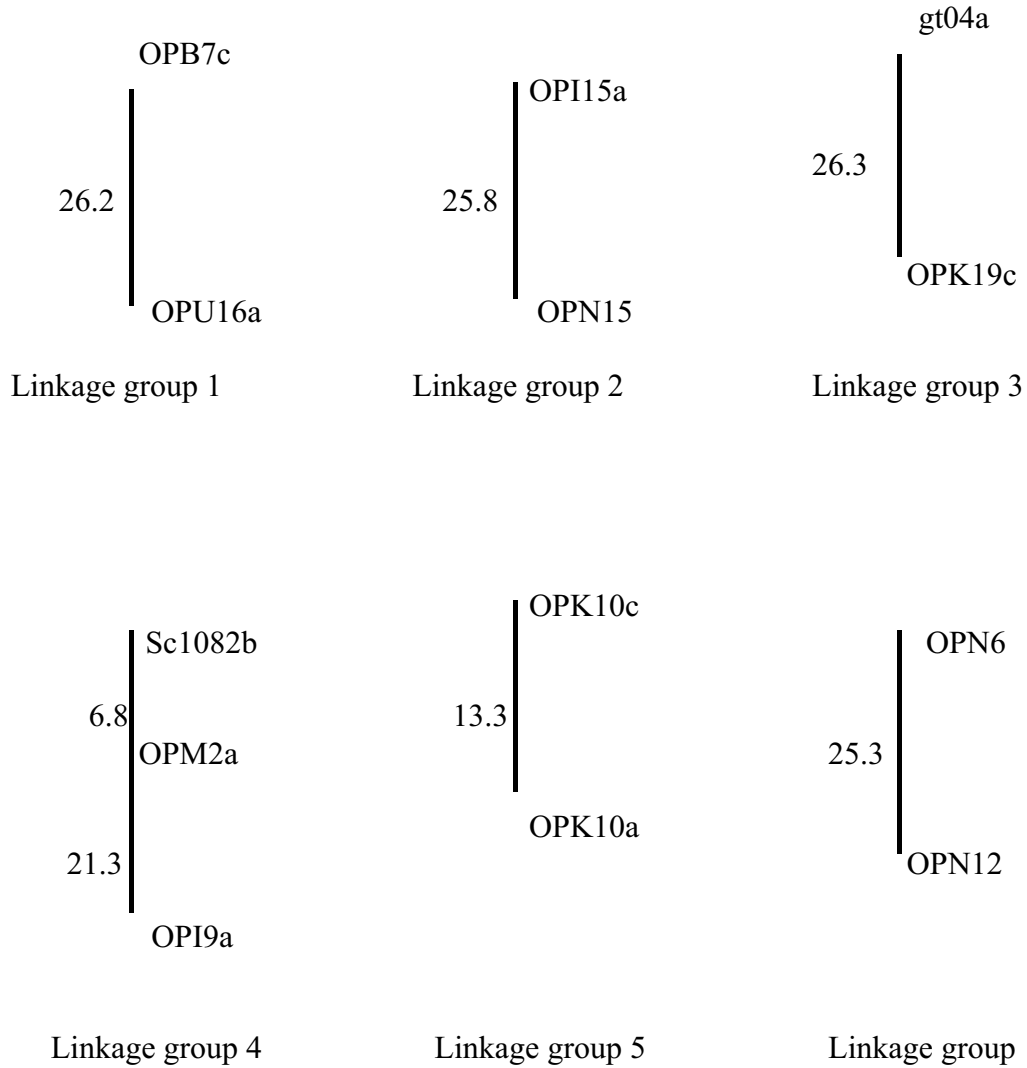 OPB7c
26.2
OPU16a
Linkage group 1
OPI15a
25.8
OPN15
Linkage group 2
gt04a
26.3
OPK19c
Linkage group 3
Sc1082b
6.8
OPM2a
21.3
OPI9a
Linkage group 4
OPK10c
13.3
OPK10a
Linkage group 5
OPN6
25.3
OPN12
Linkage group